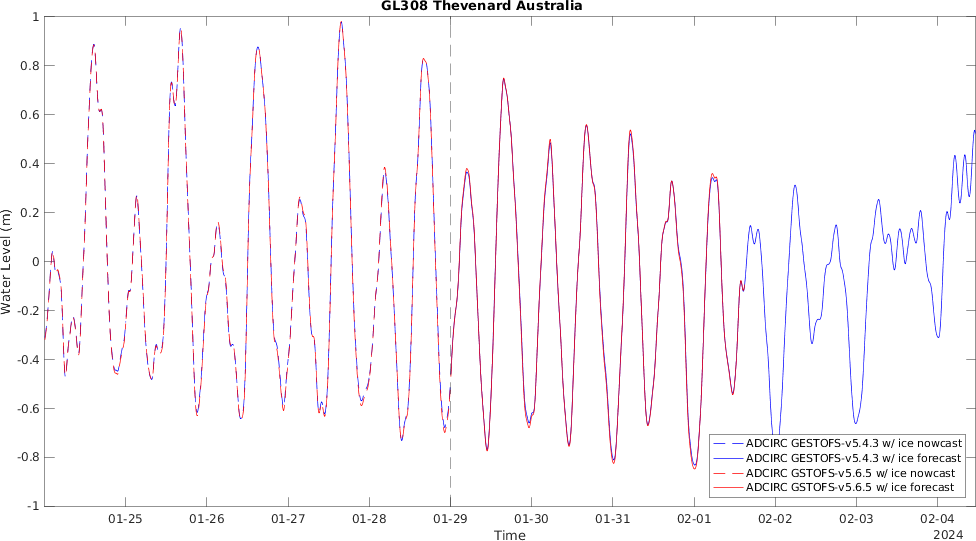 GL308 Thevenard Australia
1
0.8
0.6
0.4
0.2
0
-0.2
-0.4
-0.6
-0.8
-1
Water Level (m)
ADCIRC GESTOFS-v5.4.3 w/ ice nowcast
ADCIRC GESTOFS-v5.4.3 w/ ice forecast
ADCIRC GSTOFS-v5.6.5 w/ ice nowcast
ADCIRC GSTOFS-v5.6.5 w/ ice forecast
01-25 01-26 01-27 01-28 01-29 01-30 01-31 02-01 02-02 02-03 02-04
Time 2024